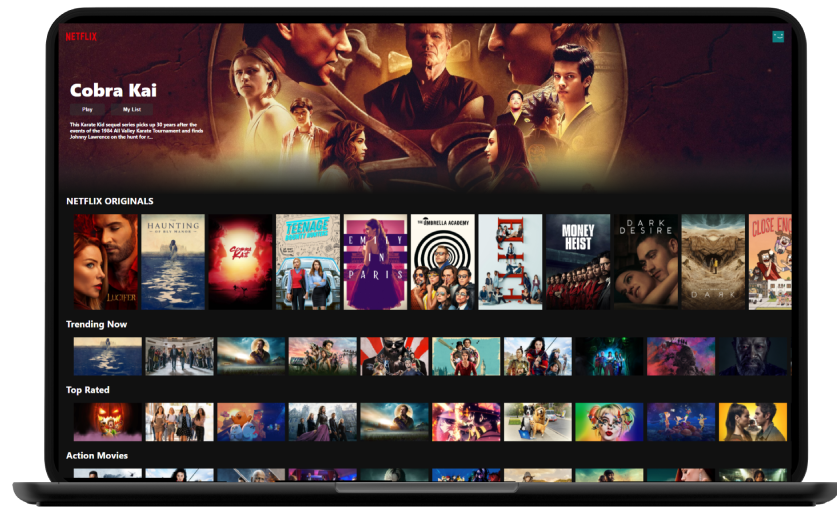 NETFLIX
Cobra Kai
Play
My List
This Karate Kid sequel series picks up 30 years after the
events of the 1984 All Valley Karate Tournament and finds
Johnny Lawrence on the hunt for r...
NETFLIX ORIGINALS
LUCIFER
THE
HAUNTING
OF BLY MANOR
COBRA
KAI
TEENAGE
BOUNTY HUNTERS
EMILY
IN
PARIS
THE UMBRELLA ACADEMY
ELITE
MONEY
HEIST
DARK
DESIRE
DARK
CLOSE ENO
Trending Now
Top Rated
Action Movies